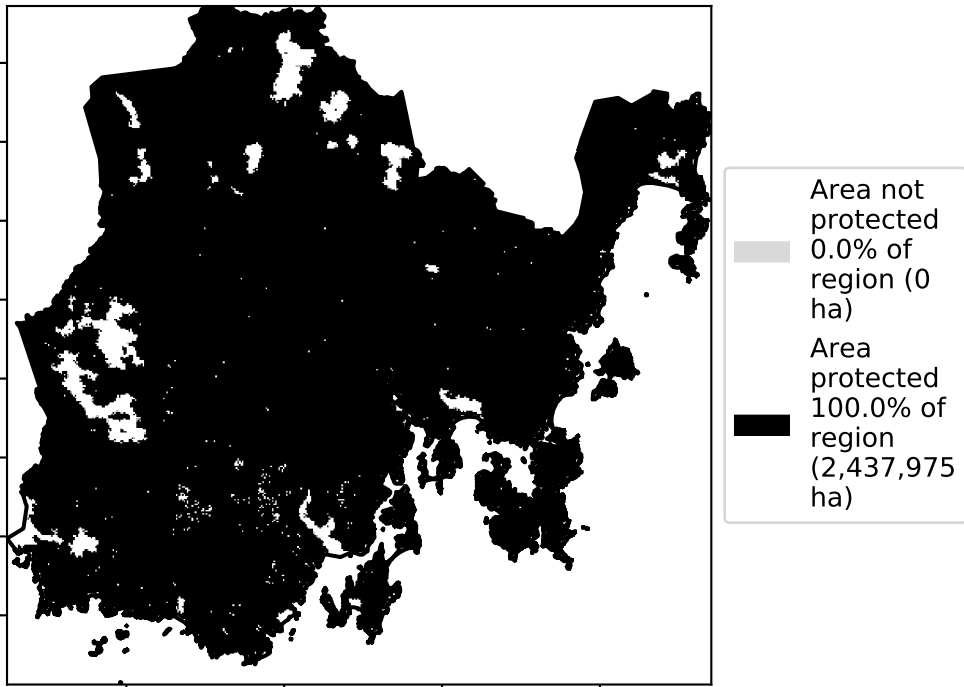 Area not
protected
0.0% of
region (0
ha)
Area
protected
100.0% of
region
(2,437,975
ha)